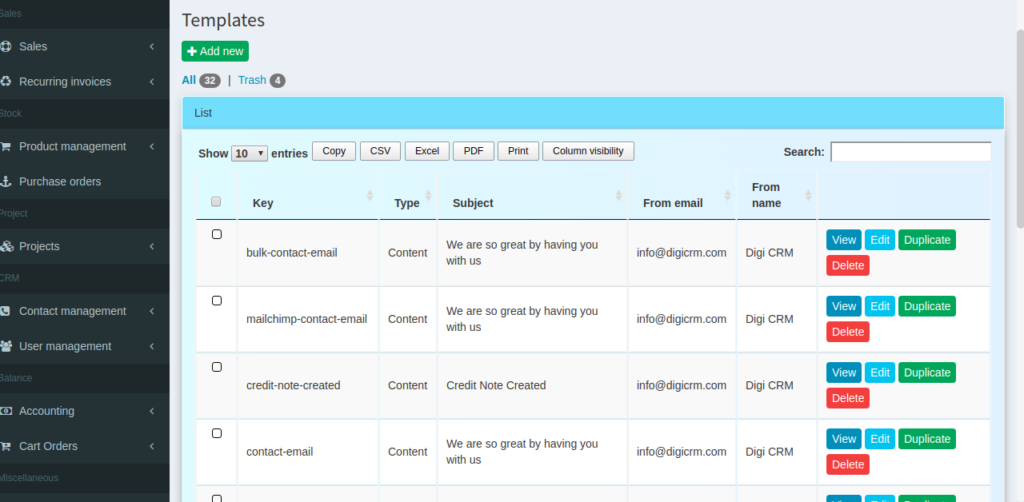 Sales
Sales
Recurring invoices
Stock
Product management
Purchase orders
Project
Projects
CRM
Contact management
User management
Balance
Accounting
Cart Orders
Miscellaneous
Templates
Add new
All 32 | Trash 4
List
Show 10 entries Copy CSV Excel PDF Print Column visibility Search:
Key Type Subject From email From name
bulk-contact-email Content We are so great by having you with us info@digicrm.com Digi CRM View Edit Duplicate Delete
mailchimp-contact-email Content We are so great by having you with us info@digicrm.com Digi CRM View Edit Duplicate Delete
credit-note-created Content Credit Note Created info@digicrm.com Digi CRM View Edit Duplicate Delete
contact-email Content We are so great by having you with us info@digicrm.com Digi CRM View Edit Duplicate Delete